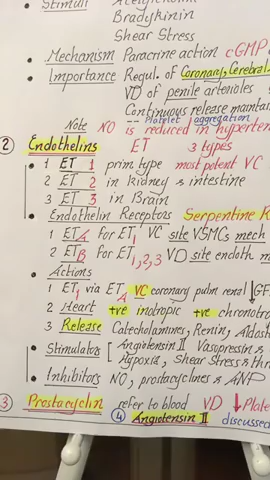 • Stimuli Acetylcholine
Bradykinin
Shear Stress
• Mechanism Paracrine action cGMP
• Importance Regul. of Coronary, Cerebral
VD of penile arterioles
Continuous release maintai
-- Platelet aggregation
Note NO is reduced in hyperten
② Endothelins ET 3 types
• 1 ET 1 prim type most potent VC
2 ET 2 in Kidney & intestine
3 ET 3 in Brain
• Endothelin Receptors Serpentine R
1 ETA for ET1 VC site VSMCs mech
2 ETB for ET1,2,3 VD site endoth m
• Actions
1 ET1 via ETA VC coronary pulm renal ↓GF
2 Heart +ve inotropic +ve chronotro
3 Release Catecholamines, Renin, Aldost
• Stimulators [ Angiotensin II Vasopressin &
Hypoxia, Shear Stress & thr
• Inhibitors NO, prostacyclines & ANP
③ Prostacyclin refer to blood VD ↓Plate
④ Angiotensin II discussed